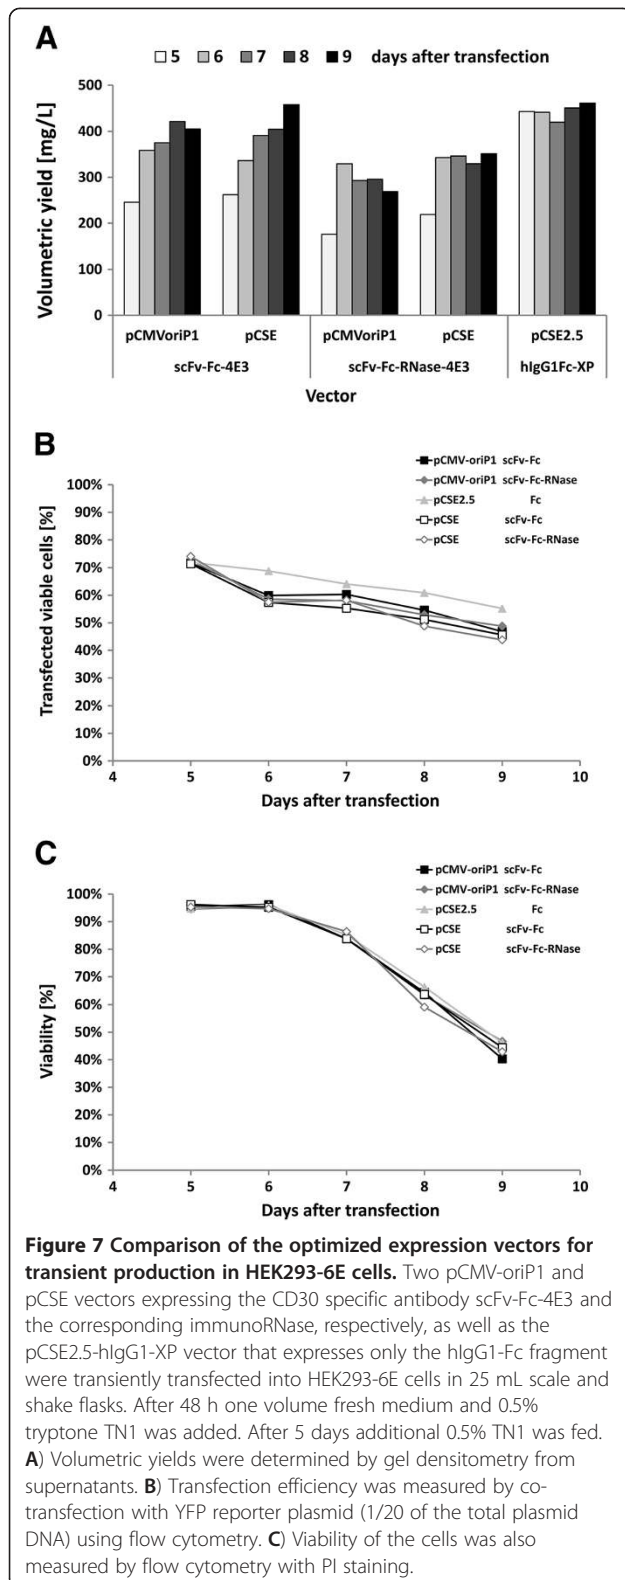 A
5 6 7 8 9 days after transfection
Volumetric yield [mg/L]
500
400
300
200
100
0
pCMVoriP1 pCSE pCMVoriP1 pCSE pCSE2.5
scFv-Fc-4E3 scFv-Fc-RNase-4E3 hIgG1Fc-XP
Vector
B
pCMV-oriP1 scFv-Fc
pCMV-oriP1 scFv-Fc-RNase
pCSE2.5 Fc
pCSE scFv-Fc
pCSE scFv-Fc-RNase
Transfected viable cells [%]
100%
90%
80%
70%
60%
50%
40%
30%
20%
10%
0%
4 5 6 7 8 9 10
Days after transfection
C
pCMV-oriP1 scFv-Fc
pCMV-oriP1 scFv-Fc-RNase
pCSE2.5 Fc
pCSE scFv-Fc
pCSE scFv-Fc-RNase
Viability [%]
100%
90%
80%
70%
60%
50%
40%
30%
20%
10%
0%
4 5 6 7 8 9 10
Days after transfection
Figure 7 Comparison of the optimized expression vectors for
transient production in HEK293-6E cells. Two pCMV-oriP1 and
pCSE vectors expressing the CD30 specific antibody scFv-Fc-4E3 and
the corresponding immunoRNase, respectively, as well as the
pCSE2.5-hIgG1-XP vector that expresses only the hIgG1-Fc fragment
were transiently transfected into HEK293-6E cells in 25 mL scale and
shake flasks. After 48 h one volume fresh medium and 0.5%
tryptone TN1 was added. After 5 days additional 0.5% TN1 was fed.
A) Volumetric yields were determined by gel densitometry from
supernatants. B) Transfection efficiency was measured by co-
transfection with YFP reporter plasmid (1/20 of the total plasmid
DNA) using flow cytometry. C) Viability of the cells was also
measured by flow cytometry with PI staining.